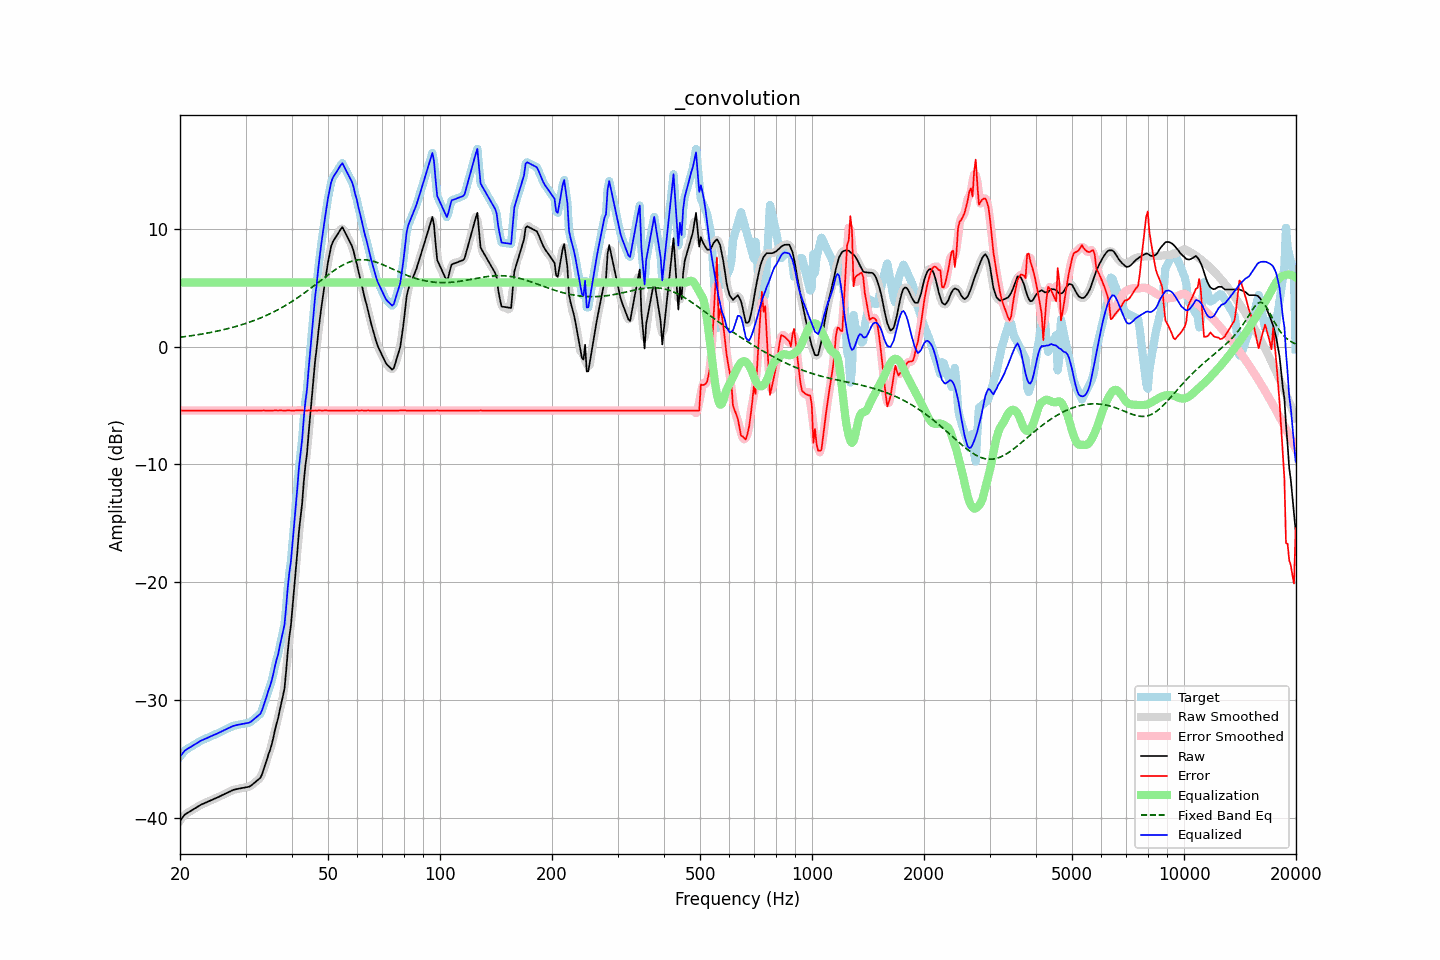 _convolution
Amplitude (dBr)
10
0
−10
−20
−30
−40
20
50
100
200
500
1000
2000
5000
10000
20000
Frequency (Hz)
Target
Raw Smoothed
Error Smoothed
Raw
Error
Equalization
Fixed Band Eq
Equalized